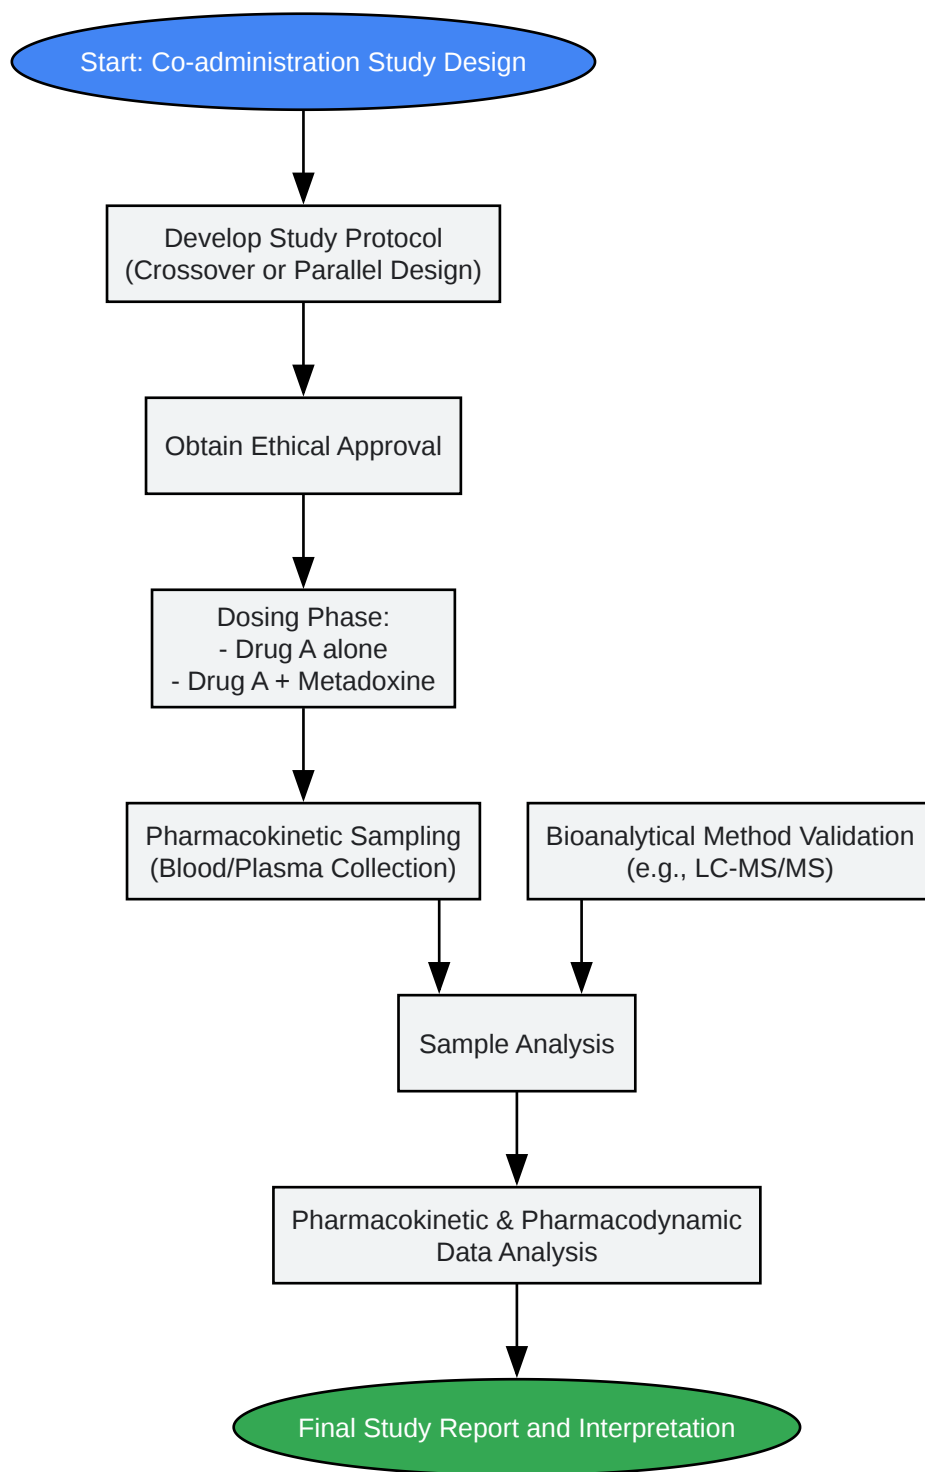 Start: Co-administration Study Design
Develop Study Protocol
(Crossover or Parallel Design)
Obtain Ethical Approval
Dosing Phase:
- Drug A alone
- Drug A + Metadoxine
Pharmacokinetic Sampling
(Blood/Plasma Collection)
Bioanalytical Method Validation
(e.g., LC-MS/MS)
Sample Analysis
Pharmacokinetic & Pharmacodynamic
Data Analysis
Final Study Report and Interpretation